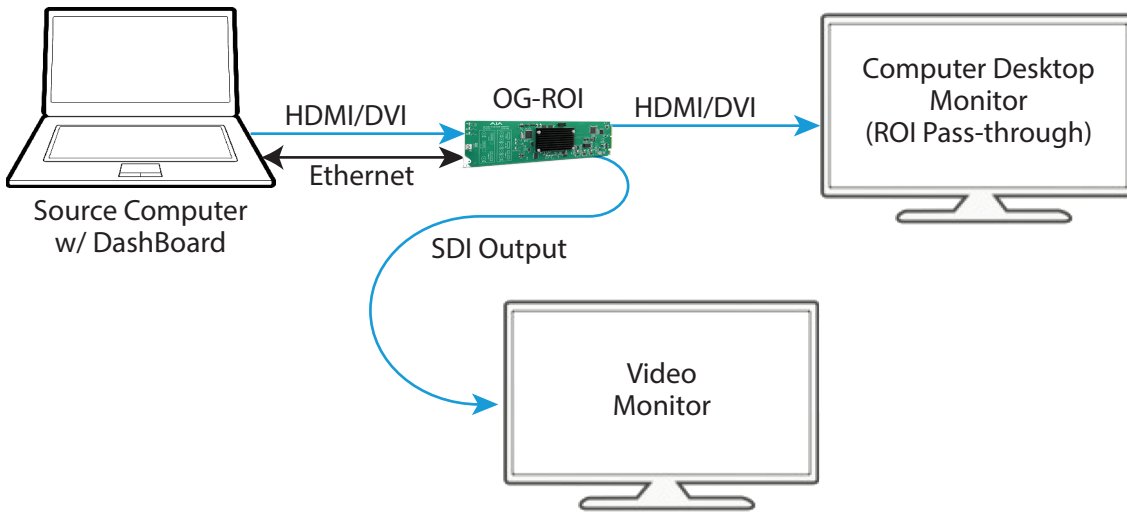 OG-ROI
HDMI/DVI
HDMI/DVI
Ethernet
AJA
Computer Desktop
Monitor
(ROI Pass-through)
Source Computer
w/ DashBoard
SDI Output
Video
Monitor